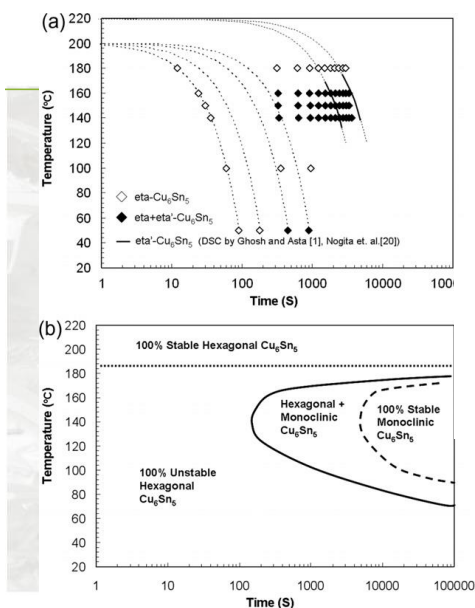 (a)
220
200
180
160
140
120
100
80
60
40
20
Temperature (°C)
eta-Cu₆Sn₅
eta+eta'-Cu₆Sn₅
eta'-Cu₆Sn₅ (DSC by Ghosh and Asta [1], Nogita et. al.[20])
1 10 100 1000 10000 100000
Time (S)
(b)
220
200
180
160
140
120
100
80
60
40
20
Temperature (°C)
100% Stable Hexagonal Cu₆Sn₅
Hexagonal +
Monoclinic
Cu₆Sn₅
100% Stable
Monoclinic
Cu₆Sn₅
100% Unstable
Hexagonal
Cu₆Sn₅
1 10 100 1000 10000 100000
Time (S)